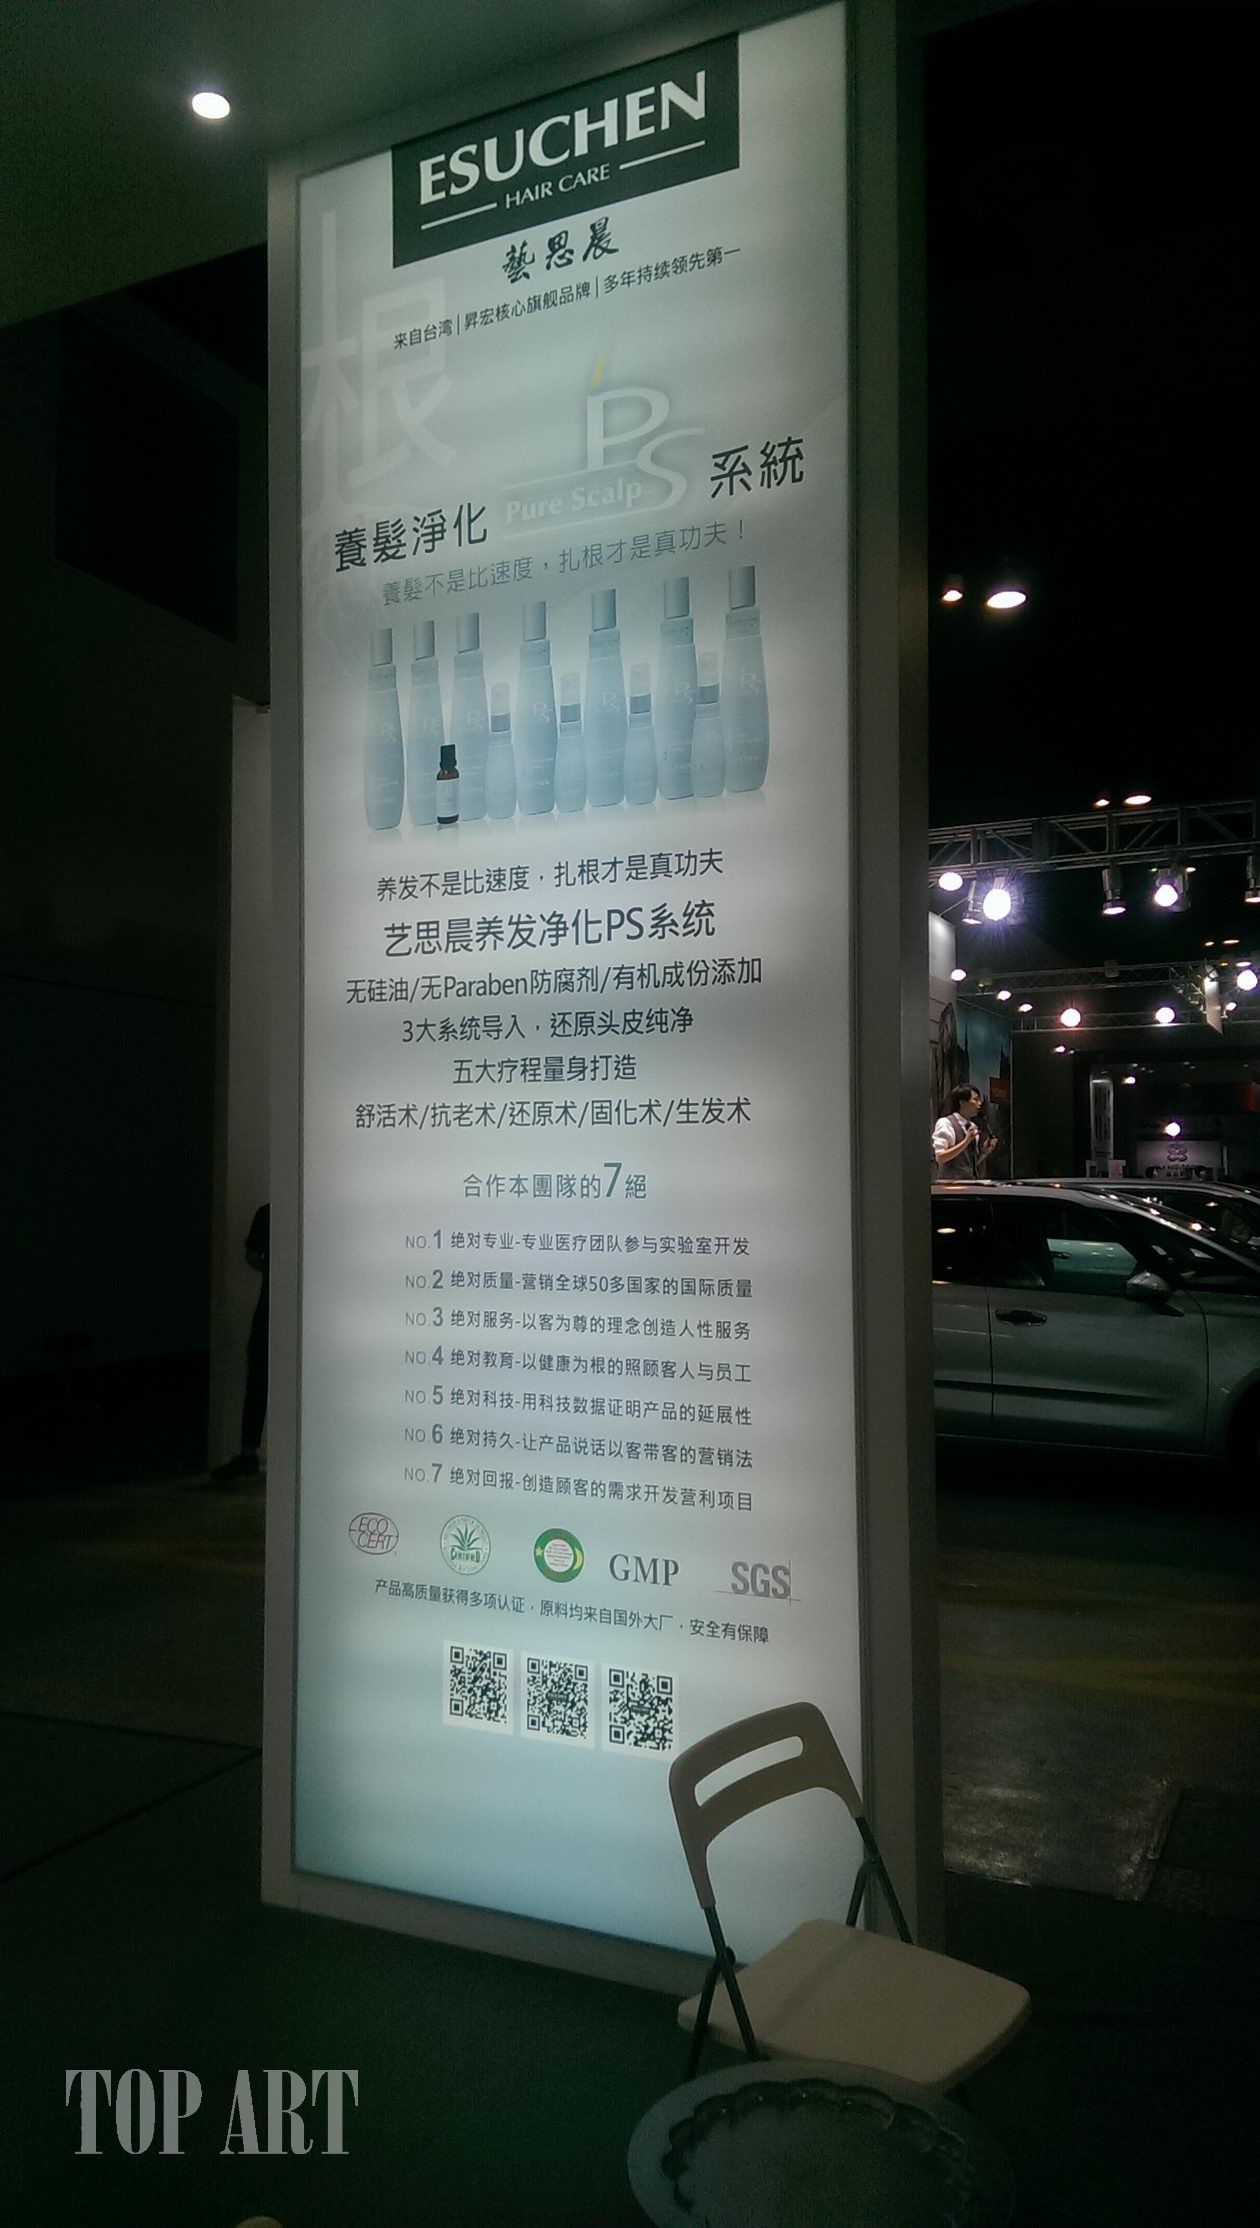 ESUCHEN
HAIR CARE
藝思晨
来自台湾|昇宏核心旗舰品牌|多年持续领先第一
根
PS
Pure Scalp
養髮淨化
系統
養髮不是比速度，扎根才是真功夫！
养发不是比速度，扎根才是真功夫
艺思晨养发净化PS系统
无硅油/无Paraben防腐剂/有机成份添加
3大系统导入，还原头皮纯净
五大疗程量身打造
舒活术/抗老术/还原术/固化术/生发术
合作本團隊的7絕
NO.1 绝对专业-专业医疗团队参与实验室开发
NO.2 绝对质量-营销全球50多国家的国际质量
NO.3 绝对服务-以客为尊的理念创造人性服务
NO.4 绝对教育-以健康为根的照顾客人与员工
NO.5 绝对科技-用科技数据证明产品的延展性
NO.6 绝对持久-让产品说话以客带客的营销法
NO.7 绝对回报-创造顾客的需求开发营利项目
ECO CERT
CERTIFIED
GMP
SGS
产品高质量获得多项认证，原料均来自国外大厂，安全有保障
TOP ART